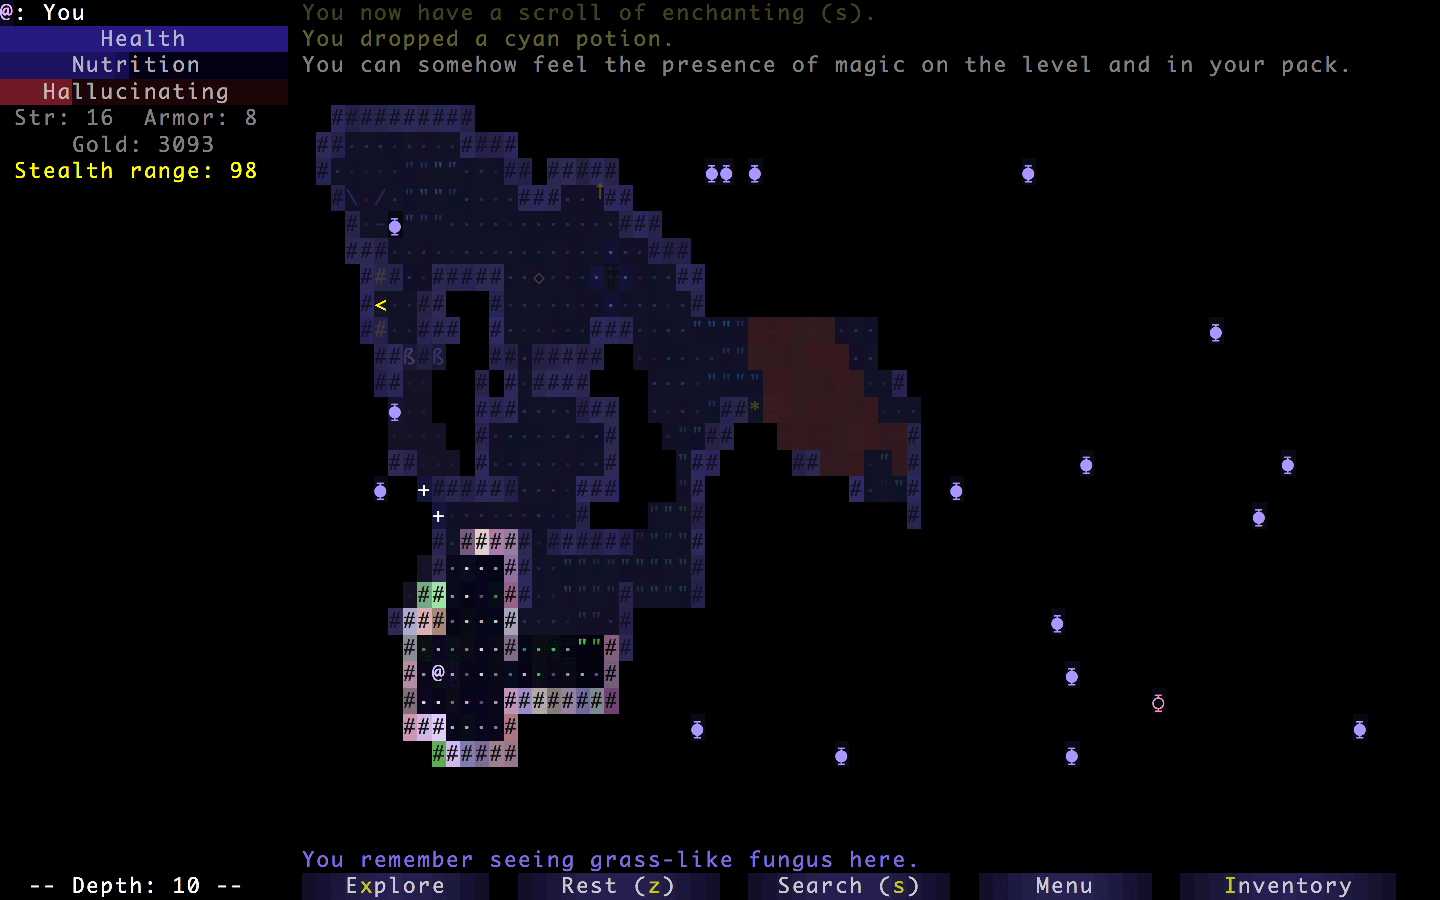 @: You
Health
Nutrition
Hallucinating
Str: 16 Armor: 8
Gold: 3093
Stealth range: 98
You now have a scroll of enchanting (s).
You dropped a cyan potion.
You can somehow feel the presence of magic on the level and in your pack.
You remember seeing grass-like fungus here.
-- Depth: 10 --
Explore
Rest (z)
Search (s)
Menu
Inventory